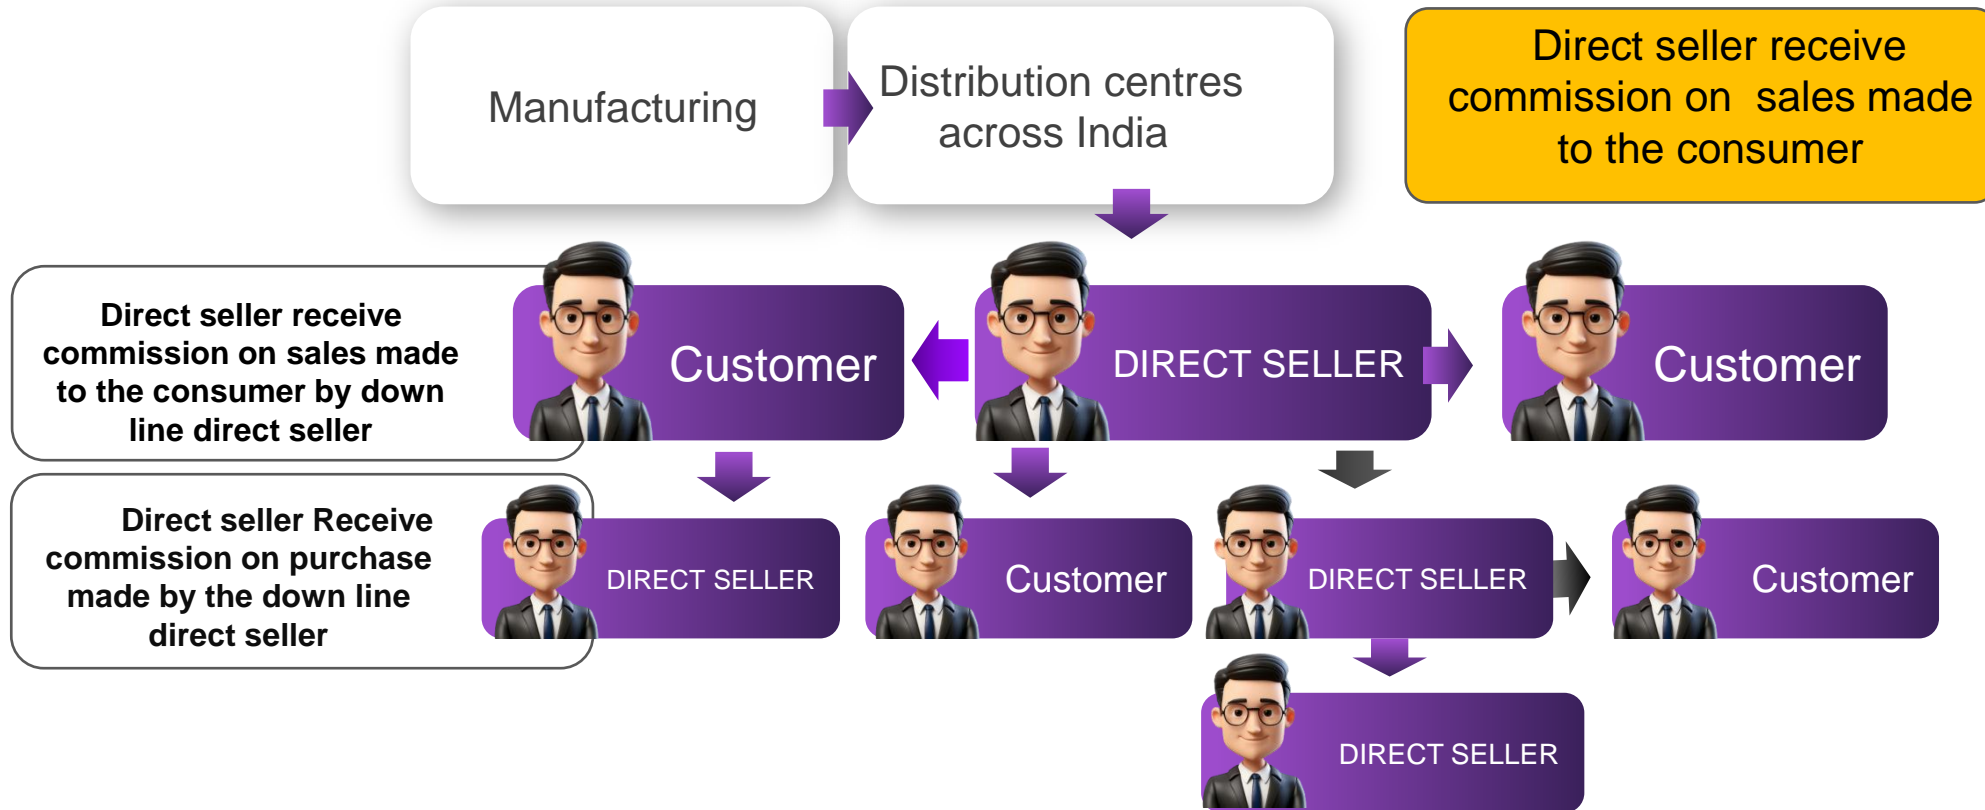 Manufacturing
Distribution centres
across India
Direct seller receive
commission on  sales made
to the consumer
Direct seller receive
commission on sales made
to the consumer by down
line direct seller
Customer
DIRECT SELLER
Customer
Direct seller Receive
commission on purchase
made by the down line
direct seller
DIRECT SELLER
Customer
DIRECT SELLER
Customer
DIRECT SELLER